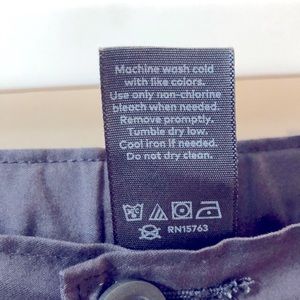 Machine wash cold
with like colors.
Use only non-chlorine
bleach when needed.
Remove promptly.
Tumble dry low.
Cool iron if needed.
Do not dry clean.
RN15763